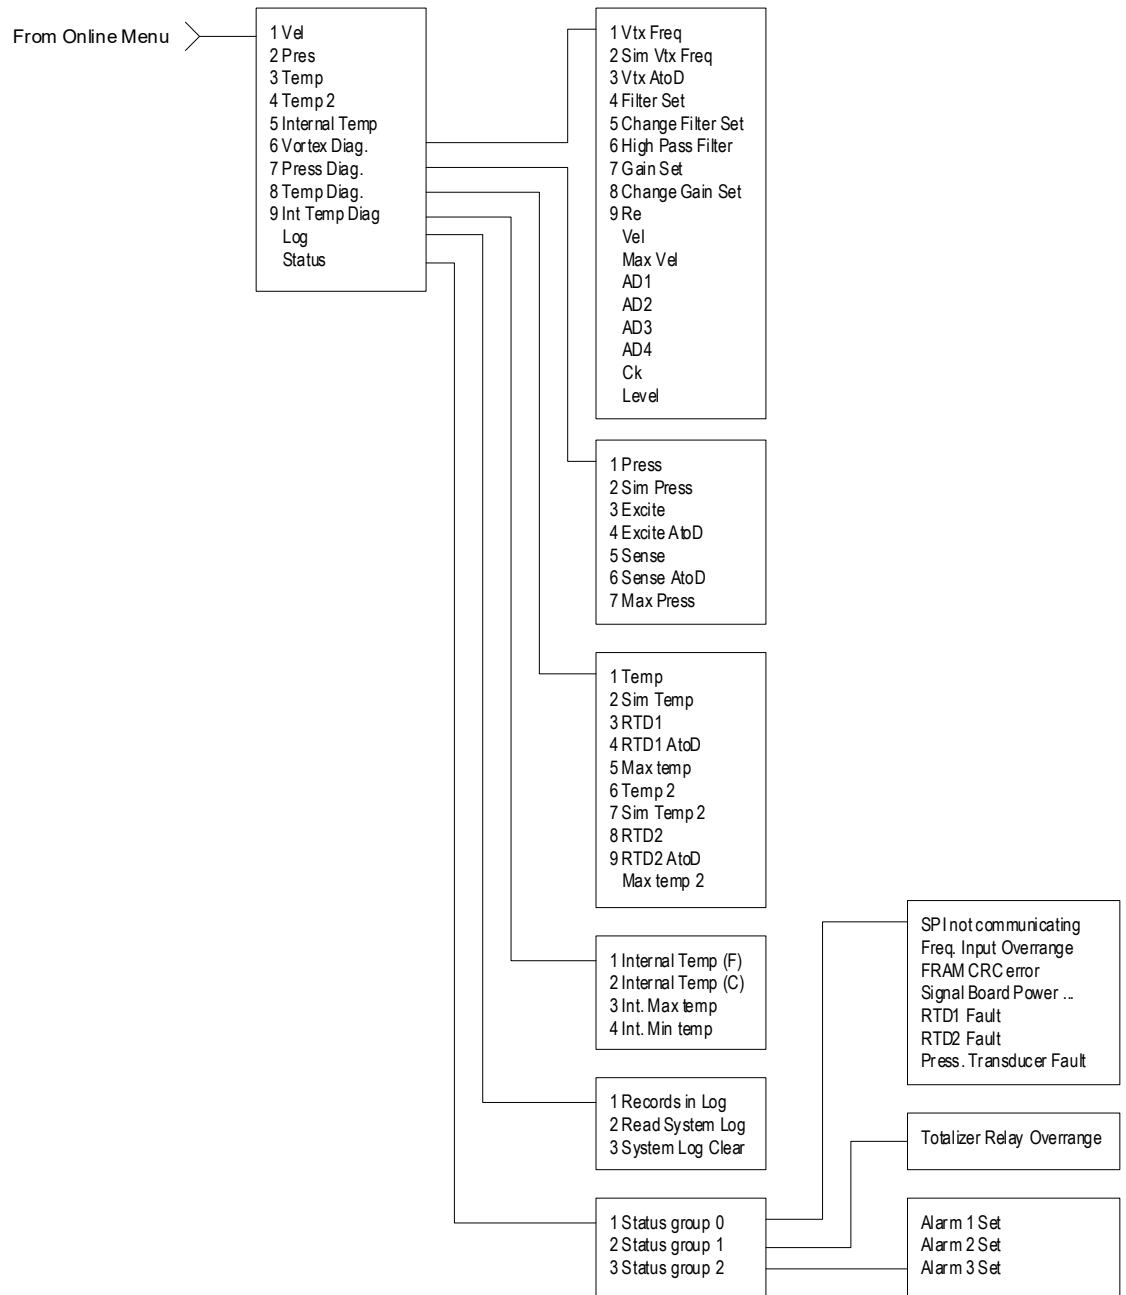 From Online Menu
1 Vel
2 Pres
3 Temp
4 Temp 2
5 Internal Temp
6 Vortex Diag.
7 Press Diag.
8 Temp Diag.
9 Int Temp Diag
Log
Status
1 Vtx Freq
2 Sim Vtx Freq
3 Vtx AtoD
4 Filter Set
5 Change Filter Set
6 High Pass Filter
7 Gain Set
8 Change Gain Set
9 Re
Vel
Max Vel
AD1
AD2
AD3
AD4
Ck
Level
1 Press
2 Sim Press
3 Excite
4 Excite AtoD
5 Sense
6 Sense AtoD
7 Max Press
1 Temp
2 Sim Temp
3 RTD1
4 RTD1 AtoD
5 Max temp
6 Temp 2
7 Sim Temp 2
8 RTD2
9 RTD2 AtoD
Max temp 2
1 Internal Temp (F)
2 Internal Temp (C)
3 Int. Max temp
4 Int. Min temp
1 Records in Log
2 Read System Log
3 System Log Clear
1 Status group 0
2 Status group 1
3 Status group 2
SPI not communicating
Freq. Input Overrange
FRAM CRC error
Signal Board Power ...
RTD1 Fault
RTD2 Fault
Press. Transducer Fault
Totalizer Relay Overrange
Alarm 1 Set
Alarm 2 Set
Alarm 3 Set